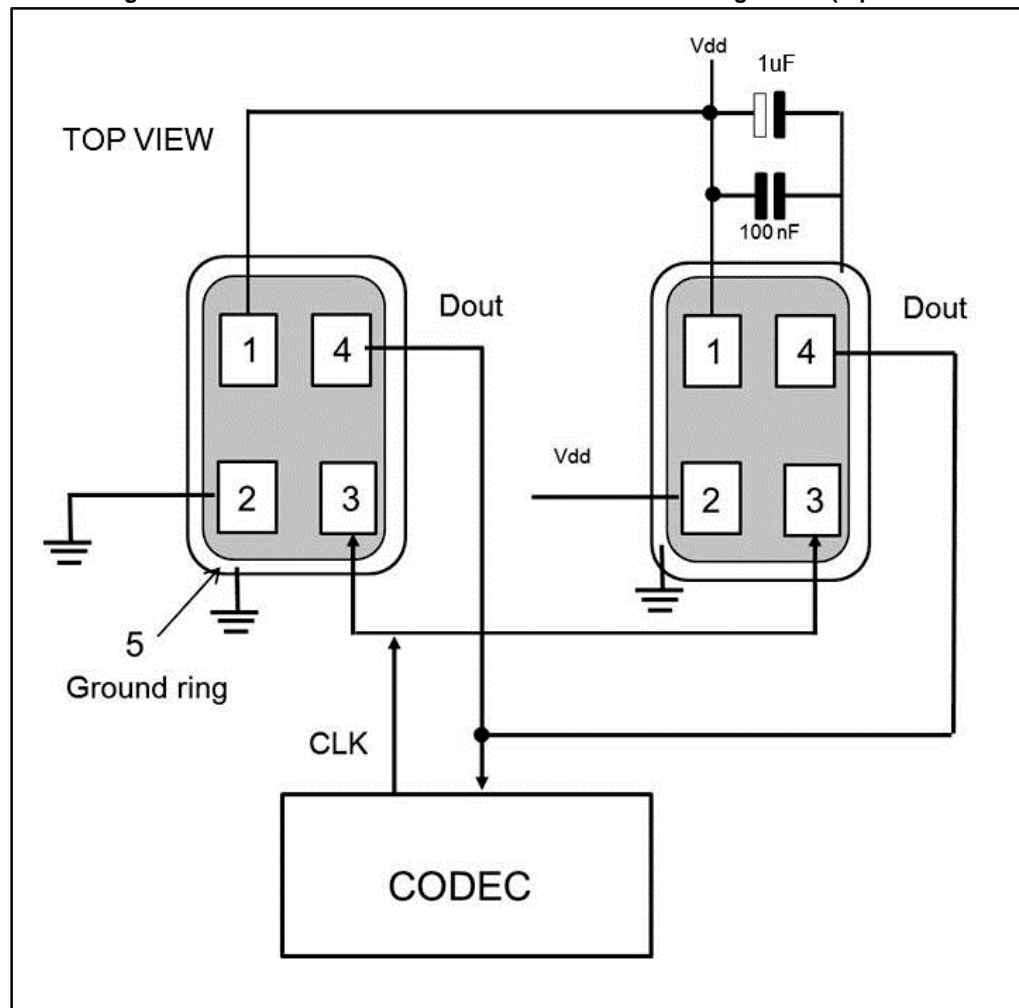 Vdd
1uF
TOP VIEW
100 nF
Dout
Dout
1
4
1
4
Vdd
2
3
2
3
5
Ground ring
CLK
CODEC